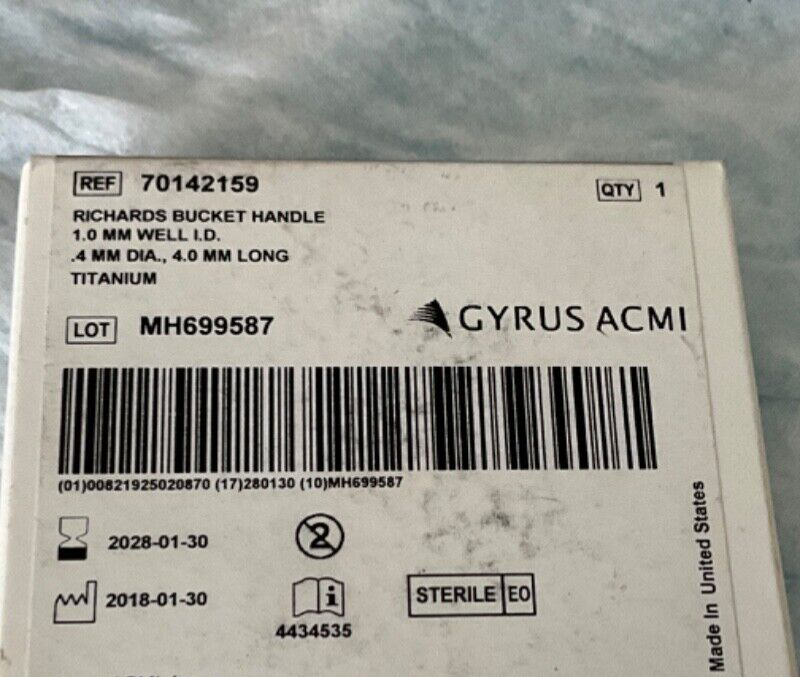 REF 70142159
QTY 1
RICHARDS BUCKET HANDLE
1.0 MM WELL I.D.
.4 MM DIA., 4.0 MM LONG
TITANIUM
LOT MH699587
GYRUS ACMI
(01)00821925020870 (17)280130 (10)MH699587
2028-01-30
2
2018-01-30
i
4434535
STERILE EO
Made In United States